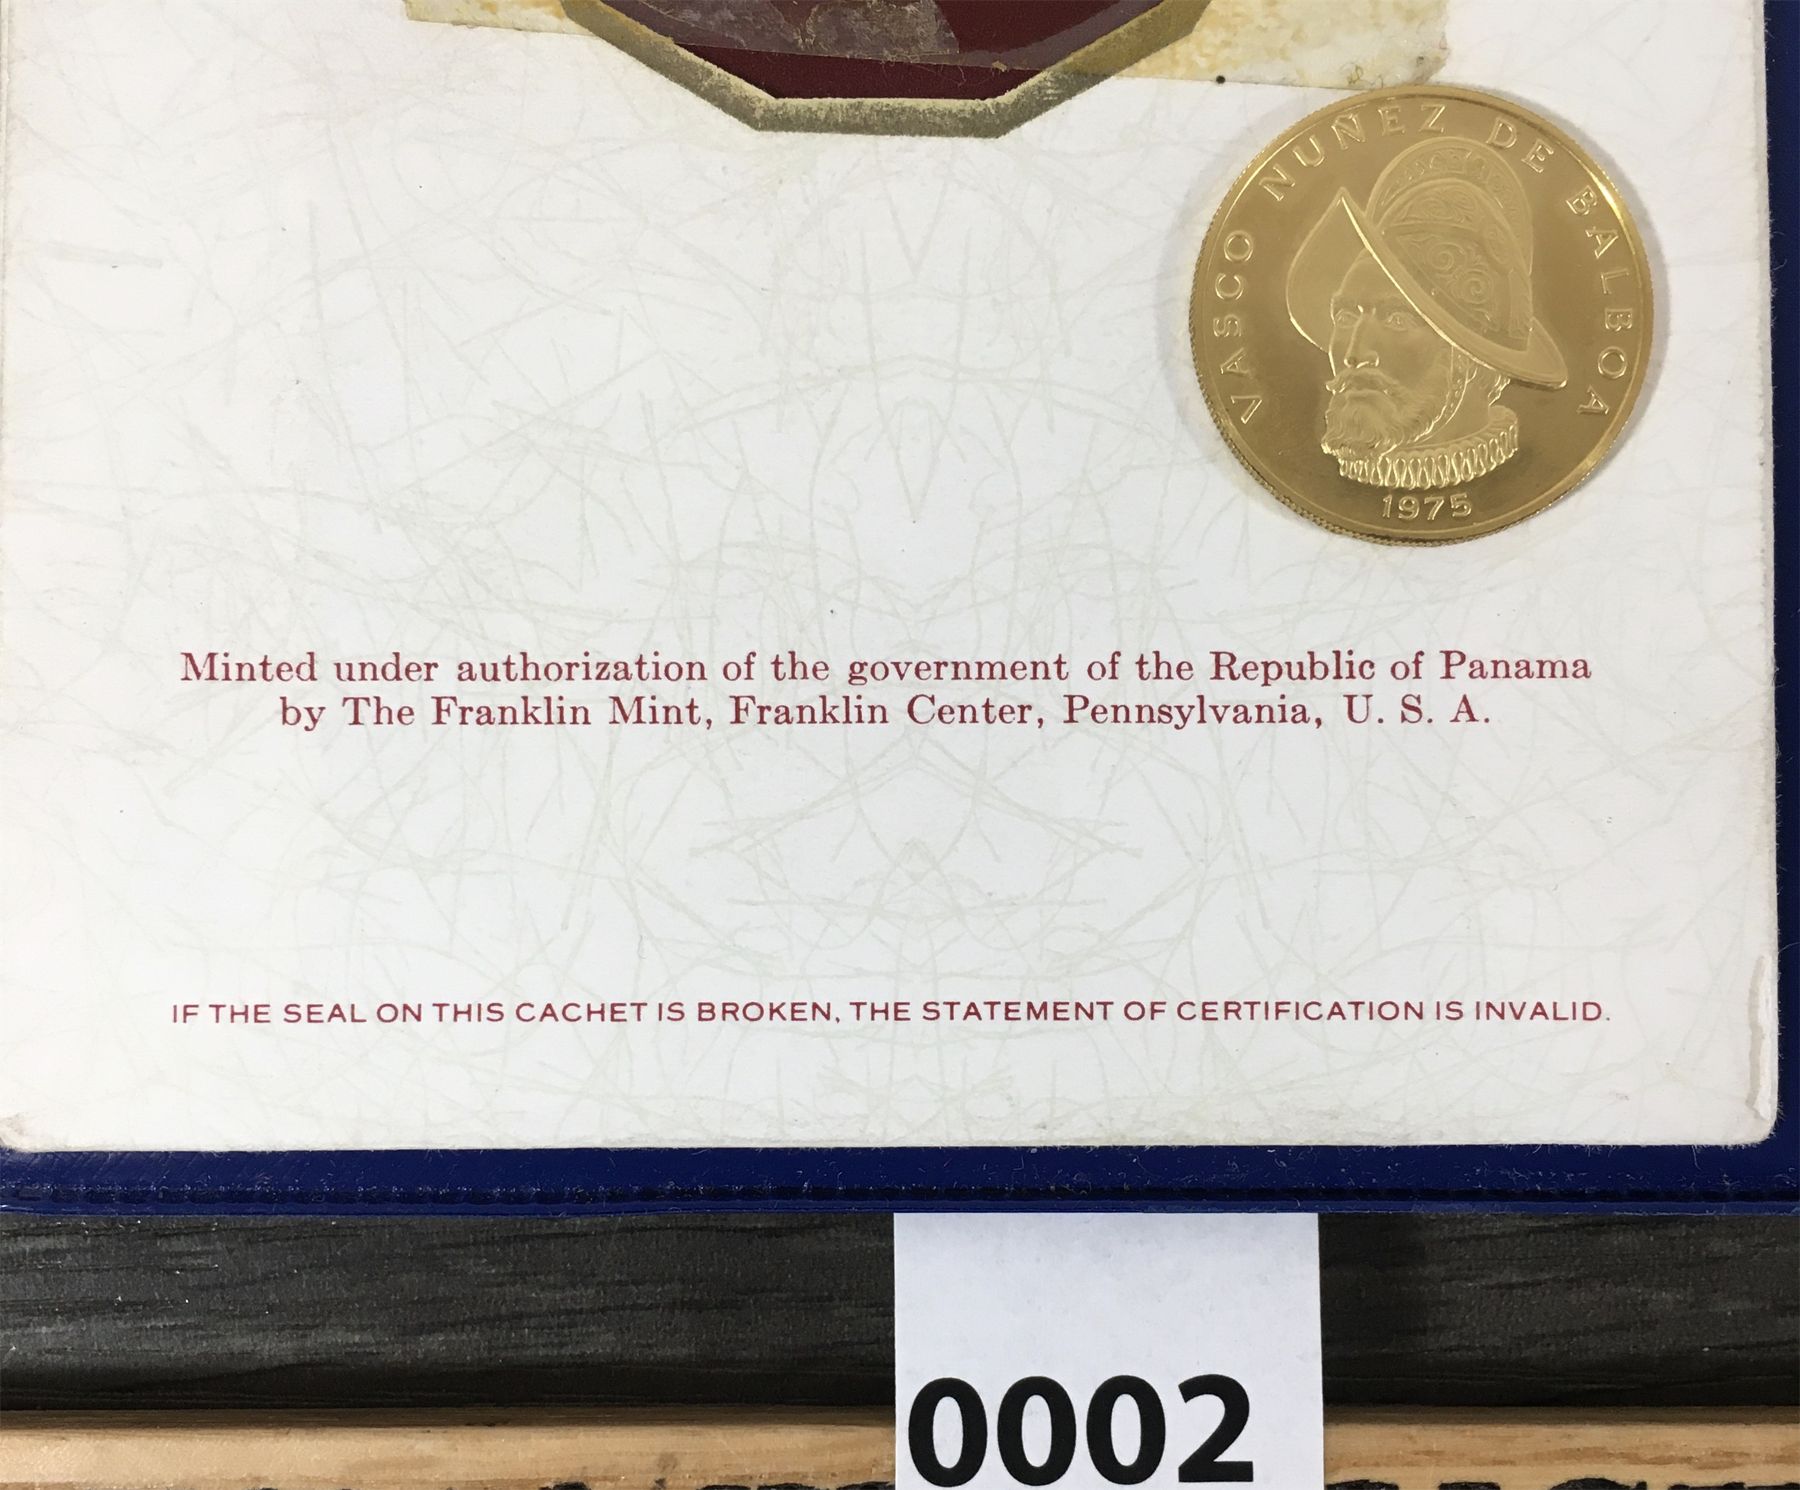 VASCO NUÑEZ DE BALBOA
1975
Minted under authorization of the government of the Republic of Panama
by The Franklin Mint, Franklin Center, Pennsylvania, U. S. A.
IF THE SEAL ON THIS CACHET IS BROKEN, THE STATEMENT OF CERTIFICATION IS INVALID.
0002